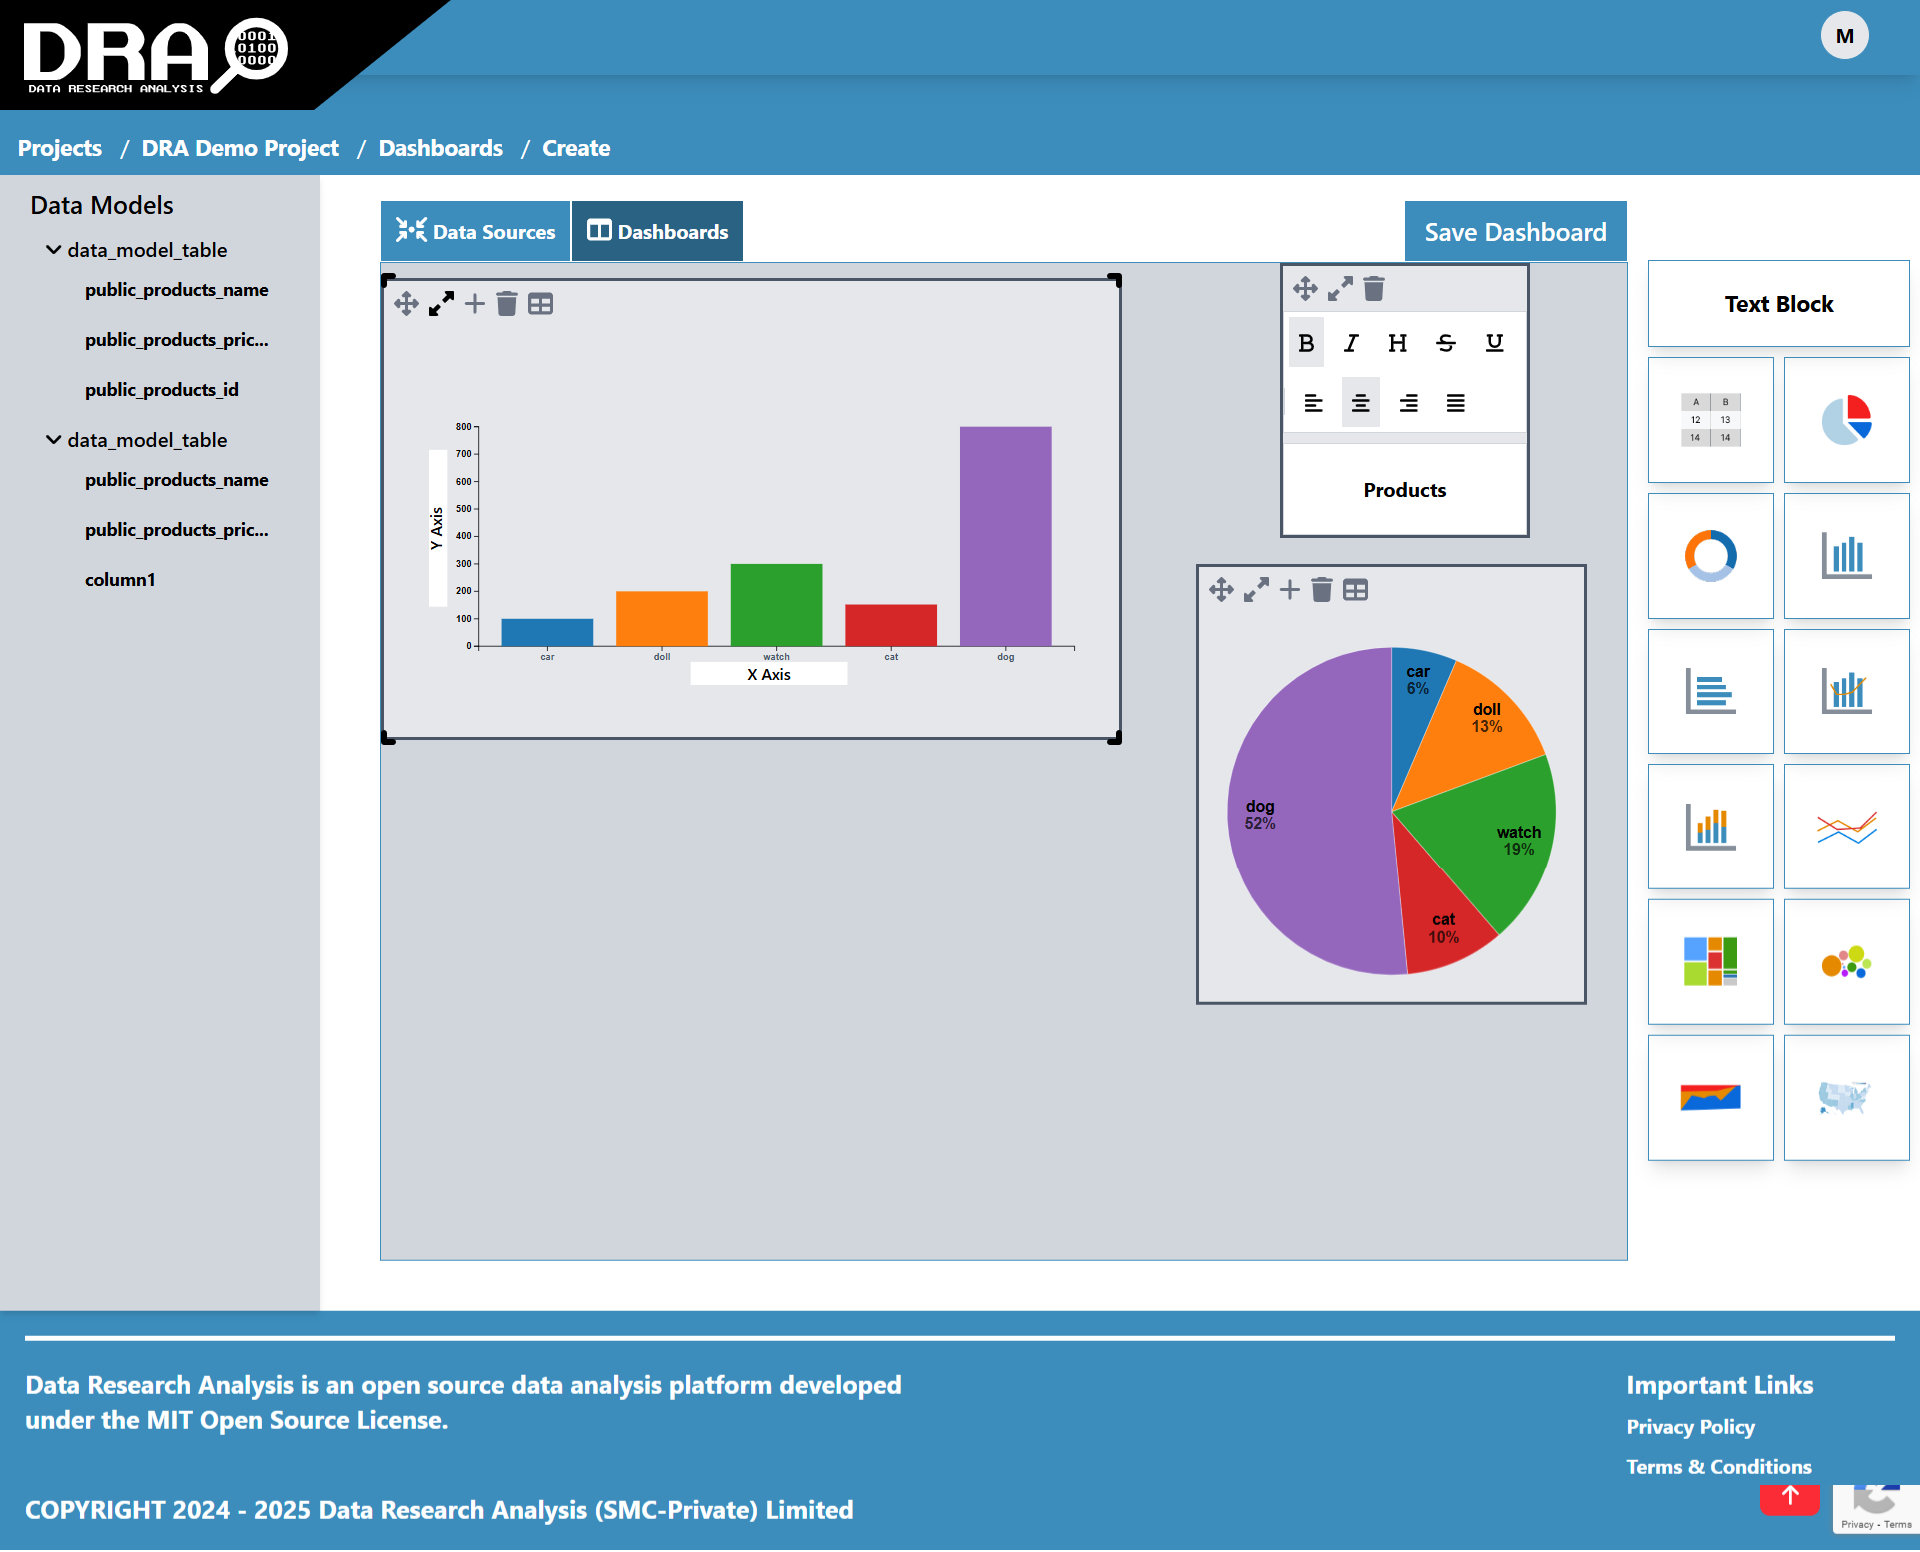 DRA
0001
0100
0000
DATA RESEARCH ANALYSIS
M
Projects / DRA Demo Project / Dashboards / Create
Data Models
data_model_table
public_products_name
public_products_pric...
public_products_id
data_model_table
public_products_name
public_products_pric...
column1
Data Sources
Dashboards
Save Dashboard
800
700
600
500
400
300
200
100
0
Y Axis
car doll watch cat dog
X Axis
B I H S U
Products
car
6%
doll
13%
watch
19%
cat
10%
dog
52%
Text Block
A B
12 13
14 14
Data Research Analysis is an open source data analysis platform developed
under the MIT Open Source License.
COPYRIGHT 2024 - 2025 Data Research Analysis (SMC-Private) Limited
Important Links
Privacy Policy
Terms & Conditions
Privacy - Terms